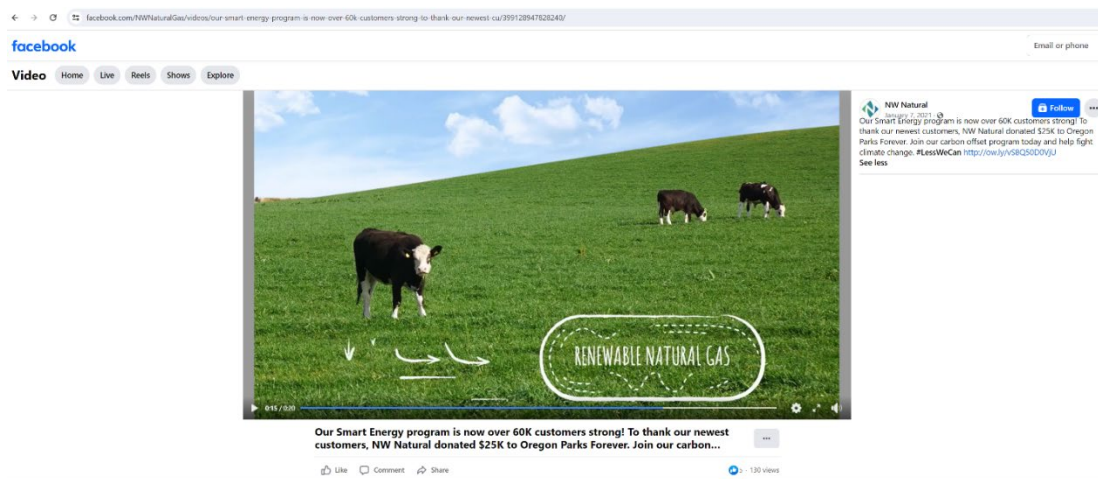 facebook.com/NWNaturalGas/videos/our-smart-energy-program-is-now-over-60k-customers-strong-to-thank-our-newest-cu/399128947828240/
facebook
Email or phone
Video Home Live Reels Shows Explore
NW Natural
January 7, 2021
Follow
Our Smart Energy program is now over 60K customers strong! To
thank our newest customers, NW Natural donated $25K to Oregon
Parks Forever. Join our carbon offset program today and help fight
climate change. #LessWeCan http://ow.ly/vS8Q50D0VjU
See less
RENEWABLE NATURAL GAS
0:15 / 0:20
Our Smart Energy program is now over 60K customers strong! To thank our newest
customers, NW Natural donated $25K to Oregon Parks Forever. Join our carbon...
Like Comment Share
3 · 130 views